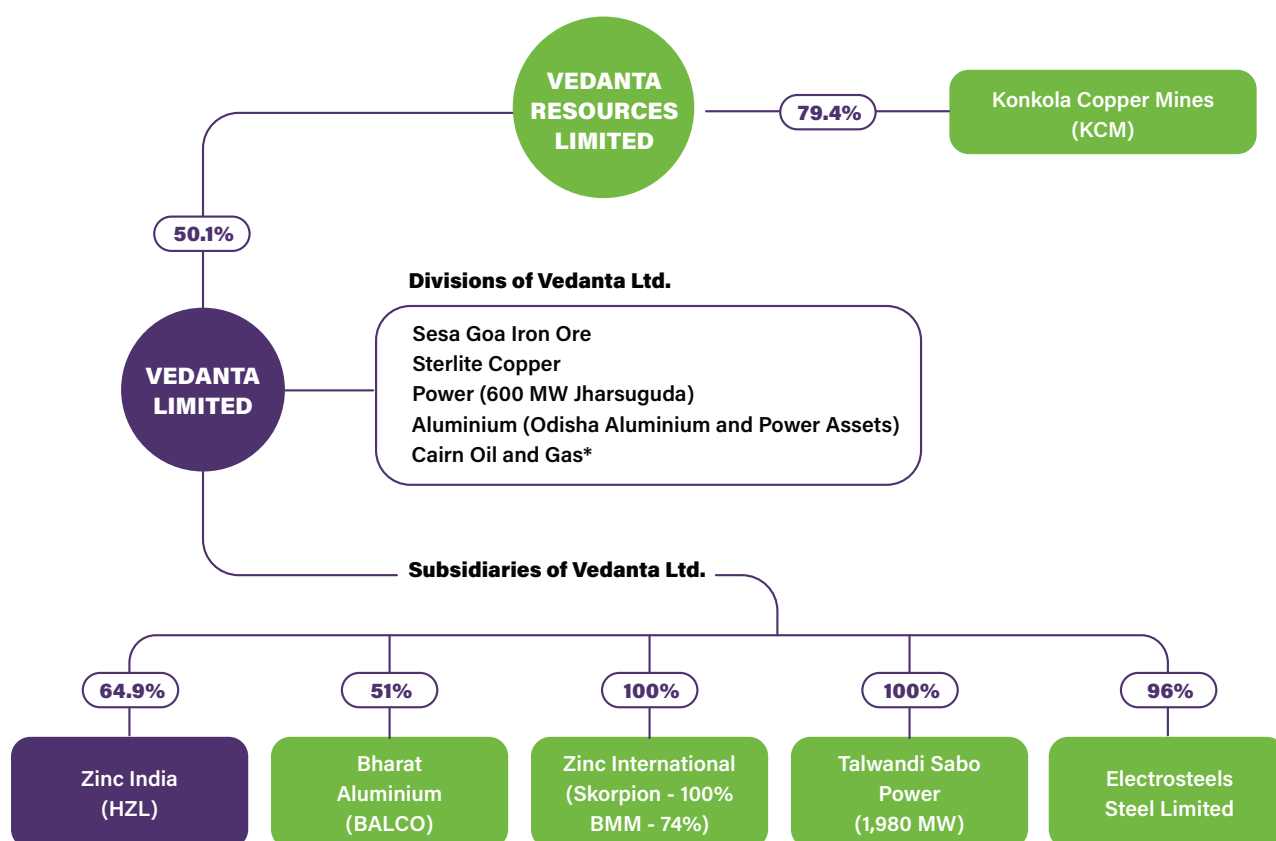 VEDANTA
RESOURCES
LIMITED
79.4%
Konkola Copper Mines
(KCM)
50.1%
Divisions of Vedanta Ltd.
VEDANTA
LIMITED
Sesa Goa Iron Ore
Sterlite Copper
Power (600 MW Jharsuguda)
Aluminium (Odisha Aluminium and Power Assets)
Cairn Oil and Gas*
Subsidiaries of Vedanta Ltd.
64.9%
51%
100%
100%
96%
Zinc India
(HZL)
Bharat
Aluminium
(BALCO)
Zinc International
(Skorpion - 100%
BMM - 74%)
Talwandi Sabo
Power
(1,980 MW)
Electrosteels
Steel Limited